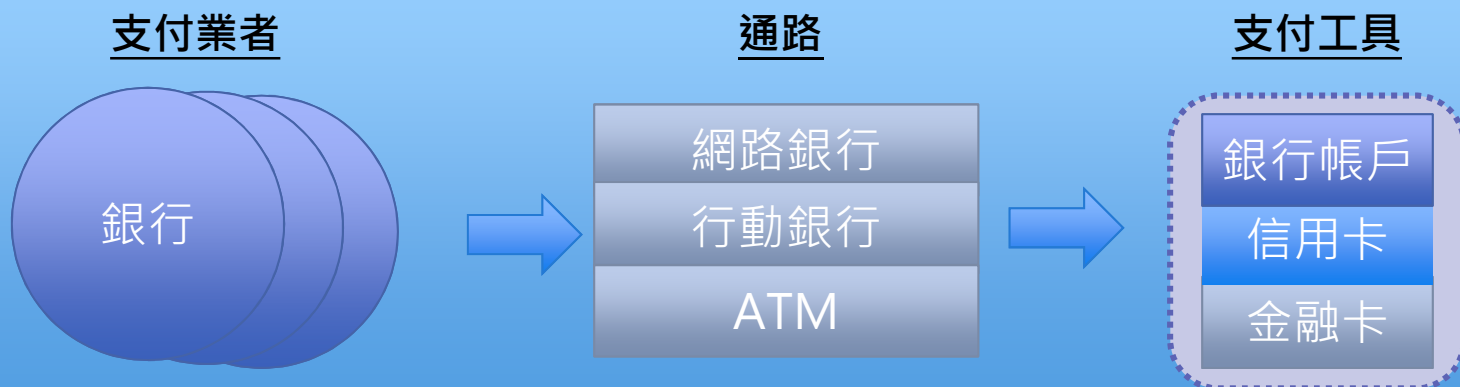 支付業者
通路
支付工具
銀行
網路銀行
行動銀行
ATM
銀行帳戶
信用卡
金融卡